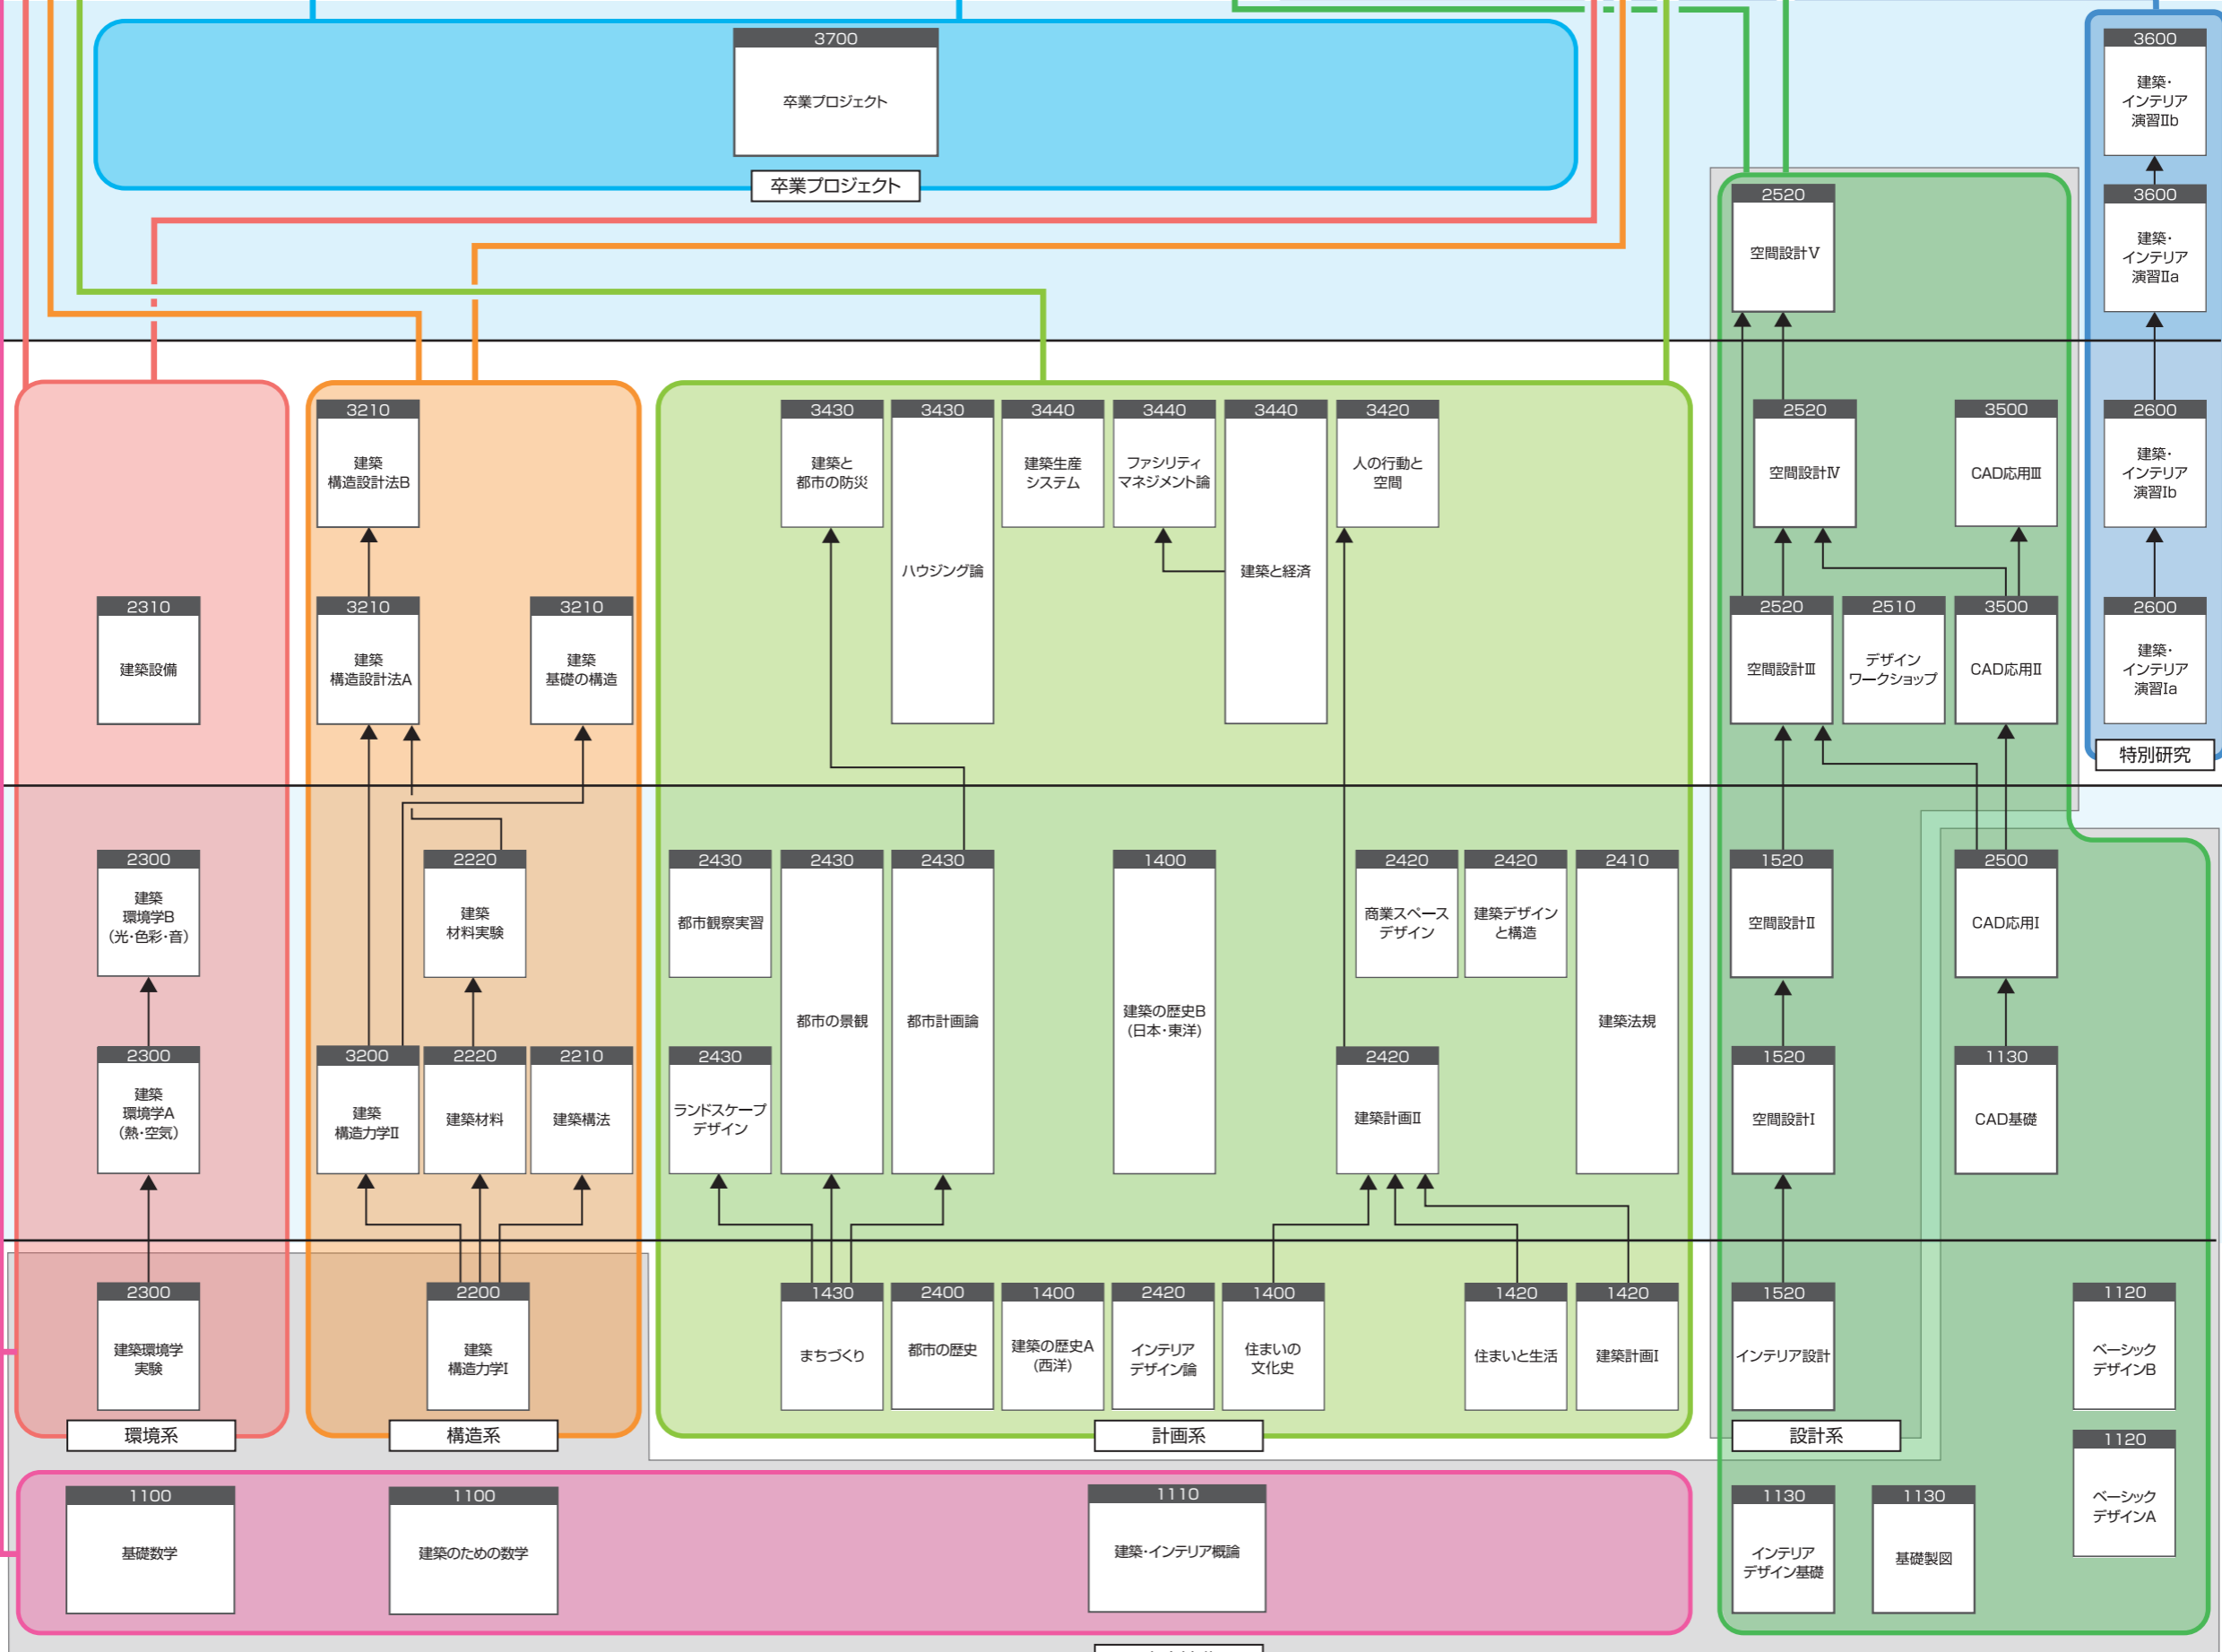 3700
卒業プロジェクト
卒業プロジェクト
3600
建築・
インテリア
演習Ⅱb
3600
建築・
インテリア
演習Ⅱa
2520
空間設計Ⅴ
3210
建築
構造設計法B
3430
建築と
都市の防災
3430
ハウジング論
3440
建築生産
システム
3440
ファシリティ
マネジメント論
3440
建築と経済
3420
人の行動と
空間
2520
空間設計Ⅳ
3500
CAD応用Ⅲ
2600
建築・
インテリア
演習Ⅰb
2310
建築設備
3210
建築
構造設計法A
3210
建築
基礎の構造
2520
空間設計Ⅲ
2510
デザイン
ワークショップ
3500
CAD応用Ⅱ
2600
建築・
インテリア
演習Ⅰa
特別研究
2300
建築
環境学B
(光・色彩・音)
2220
建築
材料実験
2430
都市観察実習
2430
都市の景観
2430
都市計画論
1400
建築の歴史B
(日本・東洋)
2420
商業スペース
デザイン
2420
建築デザイン
と構造
2410
建築法規
1520
空間設計Ⅱ
2500
CAD応用Ⅰ
2300
建築
環境学A
(熱・空気)
3200
建築
構造力学Ⅱ
2220
建築材料
2210
建築構法
2430
ランドスケープ
デザイン
2420
建築計画Ⅱ
1520
空間設計Ⅰ
1130
CAD基礎
2300
建築環境学
実験
2200
建築
構造力学Ⅰ
1430
まちづくり
2400
都市の歴史
1400
建築の歴史A
(西洋)
2420
インテリア
デザイン論
1400
住まいの
文化史
1420
住まいと生活
1420
建築計画Ⅰ
1520
インテリア設計
1120
ベーシック
デザインB
環境系
構造系
計画系
設計系
1120
ベーシック
デザインA
1100
基礎数学
1100
建築のための数学
1110
建築・インテリア概論
1130
インテリア
デザイン基礎
1130
基礎製図